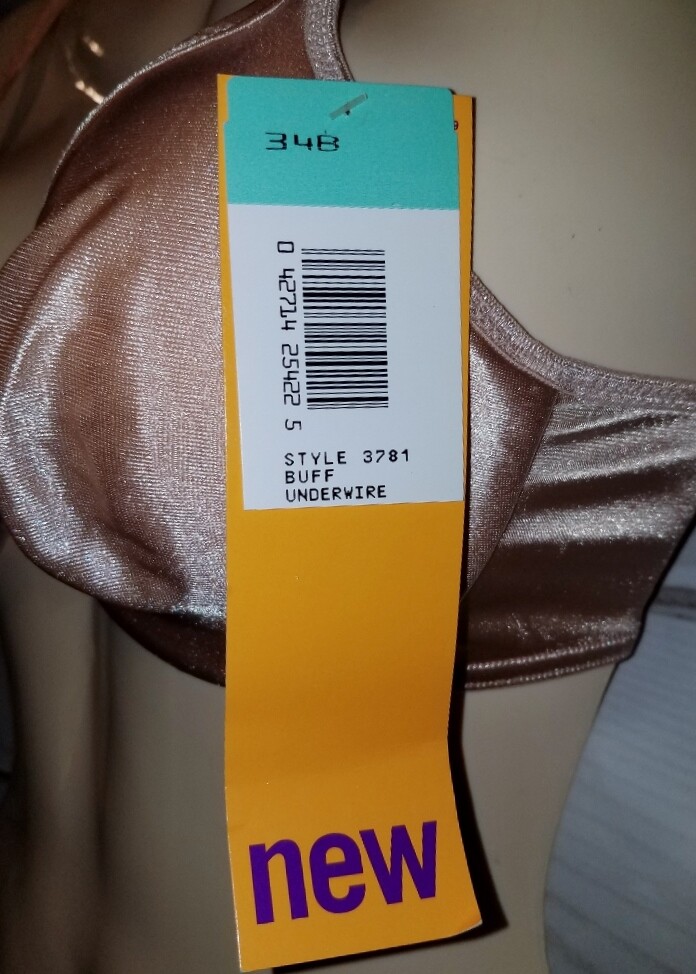 34B
0 42714 25422 5
STYLE 3781
BUFF
UNDERWIRE
new